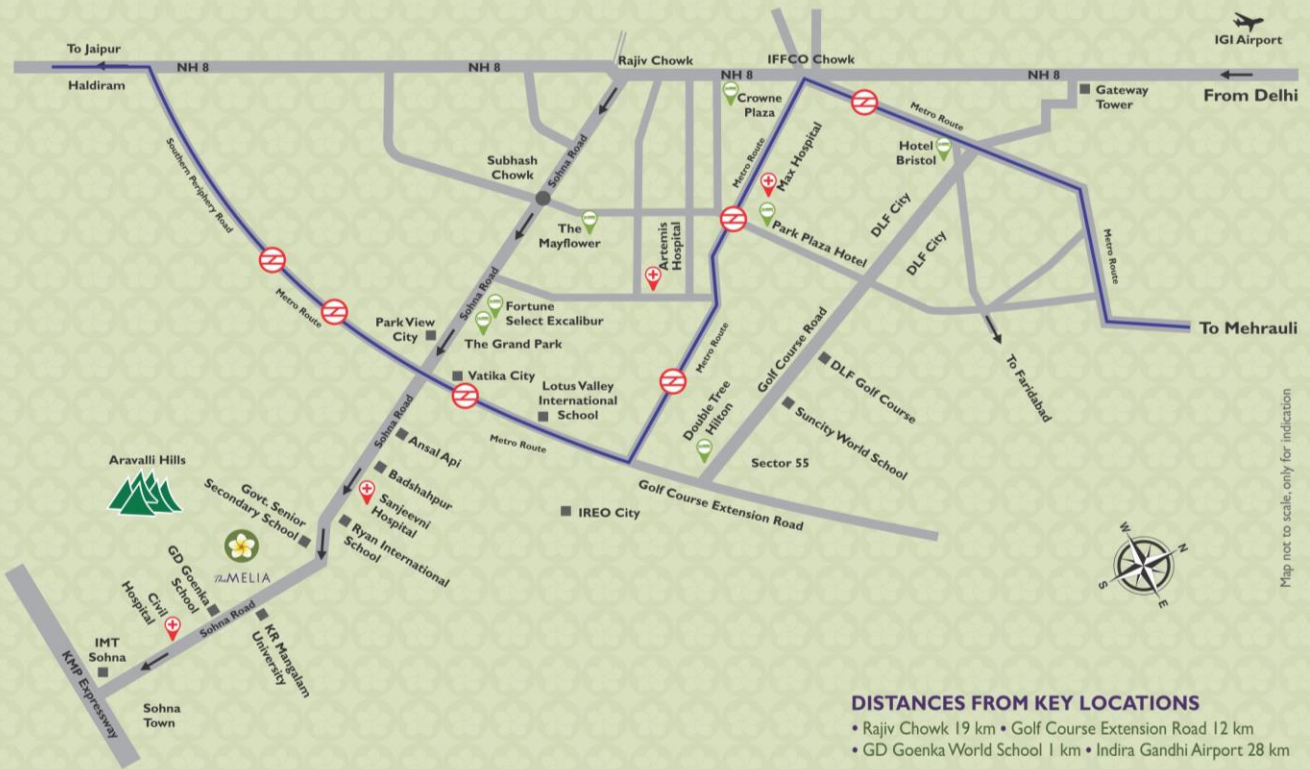 To Jaipur
Haldiram
NH 8
NH 8
Rajiv Chowk
NH 8
IFFCO Chowk
NH 8
IGI Airport
From Delhi
Gateway
Tower
Crowne
Plaza
Metro Route
Hotel
Bristol
Metro Route
Max Hospital
Southern Periphery Road
Subhash
Chowk
Sohna Road
The
Mayflower
Artemis
Hospital
Park Plaza Hotel
DLF City
DLF City
Metro Route
To Mehrauli
To Faridabad
Metro Route
Sohna Road
Fortune
Select Excalibur
The Grand Park
Park View
City
Vatika City
Lotus Valley
International
School
Metro Route
Metro Route
Golf Course Road
DLF Golf Course
Suncity World School
Double Tree
Hilton
Sector 55
Golf Course Extension Road
IREO City
Sohna Road
Ansal Api
Badshahpur
Sanjeevni
Hospital
Ryan International
School
Aravalli Hills
Govt. Senior
Secondary School
The MELIA
GD Goenka
School
Civil
Hospital
Sohna Road
KR Mangalam
University
IMT
Sohna
KMP Expressway
Sohna
Town
W
N
S
E
Map not to scale, only for indication
DISTANCES FROM KEY LOCATIONS
• Rajiv Chowk 19 km • Golf Course Extension Road 12 km
• GD Goenka World School 1 km • Indira Gandhi Airport 28 km